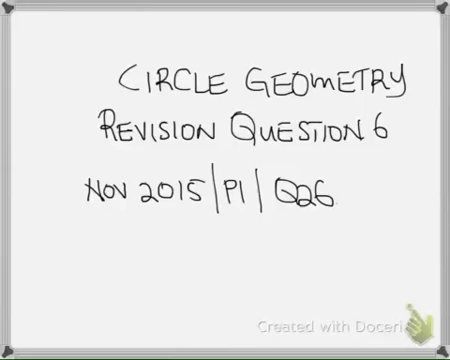 CIRCLE GEOMETRY
REVISION QUESTION 6
NOV 2015 | P1 | Q26
Created with Doceri